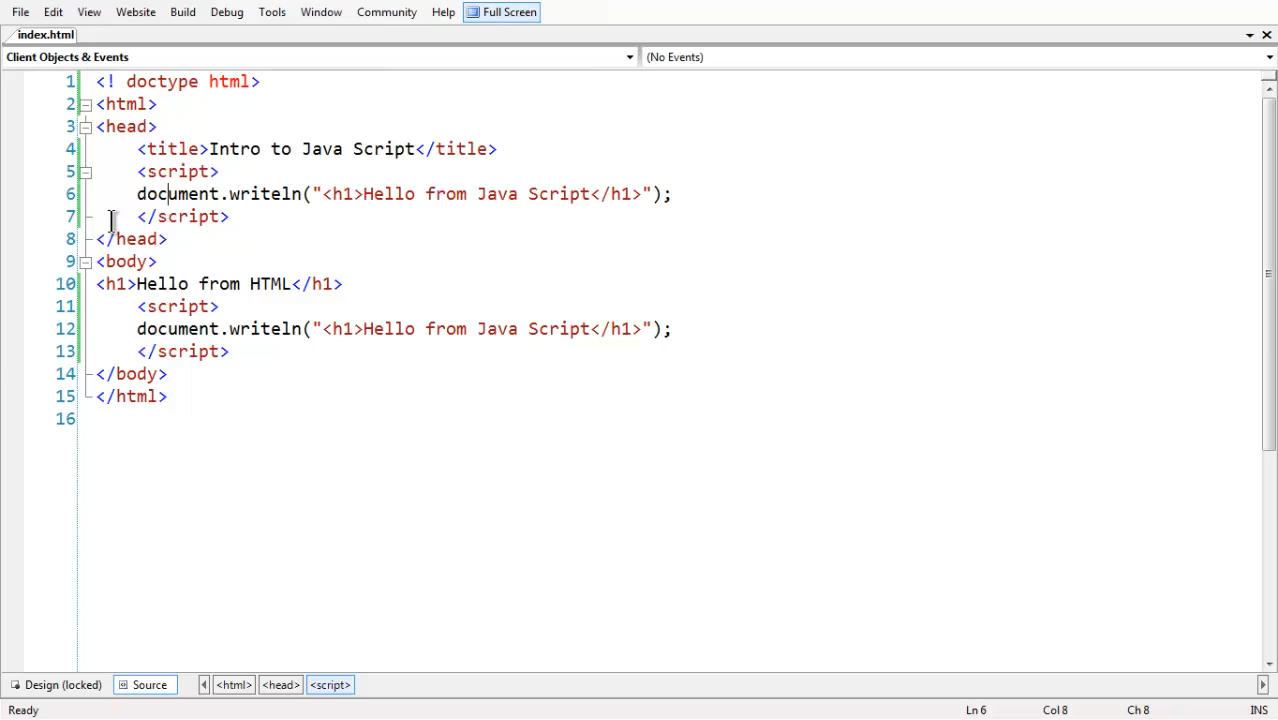 File Edit View Website Build Debug Tools Window Community Help Full Screen
index.html
Client Objects & Events (No Events)
1 <! doctype html>
2 <html>
3 <head>
4 <title>Intro to Java Script</title>
5 <script>
6 document.writeln("<h1>Hello from Java Script</h1>");
7 </script>
8 </head>
9 <body>
10 <h1>Hello from HTML</h1>
11 <script>
12 document.writeln("<h1>Hello from Java Script</h1>");
13 </script>
14 </body>
15 </html>
16
Design (locked) Source <html> <head> <script>
Ready Ln 6 Col 8 Ch 8 INS